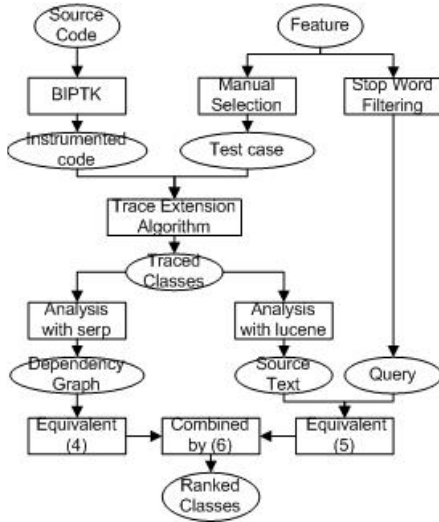 Source
Code
Feature
BIPTK
Manual
Selection
Stop Word
Filtering
Instrumented
code
Test case
Trace Extension
Algorithm
Traced
Classes
Analysis
with serp
Analysis
with lucene
Dependency
Graph
Source
Text
Query
Equivalent
(4)
Combined
by (6)
Equivalent
(5)
Ranked
Classes